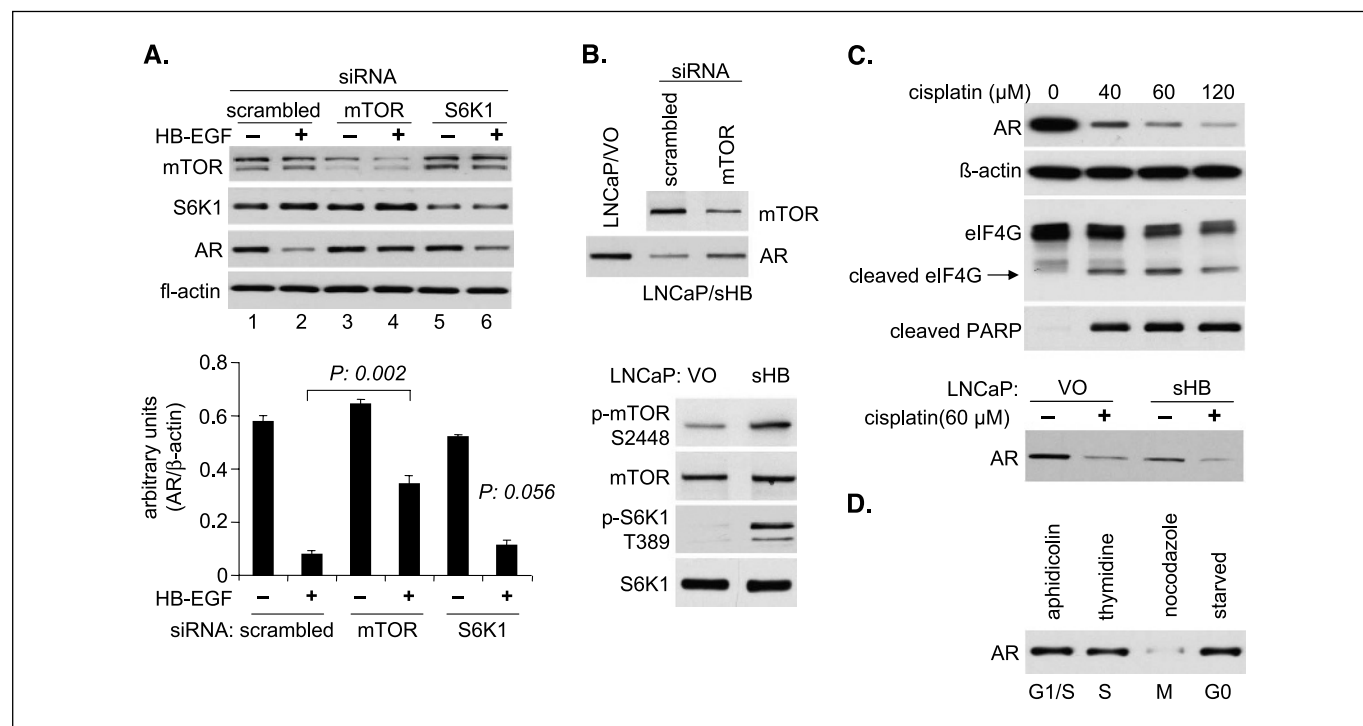 A.
siRNA
scrambled mTOR S6K1
HB-EGF − + − + − +
mTOR
S6K1
AR
fl-actin
1 2 3 4 5 6
0.8
0.6
0.4
0.2
0
arbitrary units
(AR/β-actin)
P: 0.002
P: 0.056
HB-EGF − + − + − +
siRNA: scrambled mTOR S6K1
B.
siRNA
LNCaP/VO
scrambled
mTOR
mTOR
AR
LNCaP/sHB
LNCaP: VO sHB
p-mTOR
S2448
mTOR
p-S6K1
T389
S6K1
C.
cisplatin (µM) 0 40 60 120
AR
ß-actin
eIF4G
cleaved eIF4G
cleaved PARP
LNCaP: VO sHB
cisplatin(60 µM) − + − +
AR
D.
aphidicolin
thymidine
nocodazole
starved
AR
G1/S S M G0